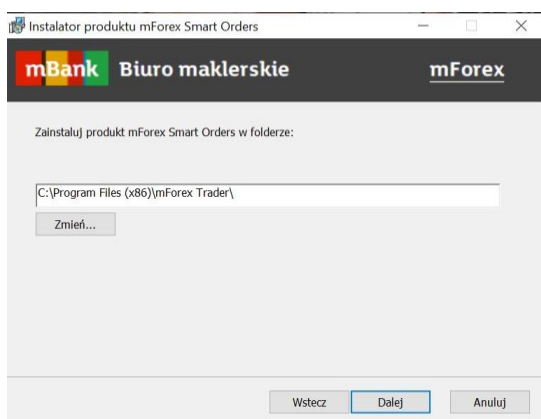 Instalator produktu mForex Smart Orders
mBank Biuro maklerskie mForex
Zainstaluj produkt mForex Smart Orders w folderze:
C:\Program Files (x86)\mForex Trader\
Zmień...
Wstecz Dalej Anuluj